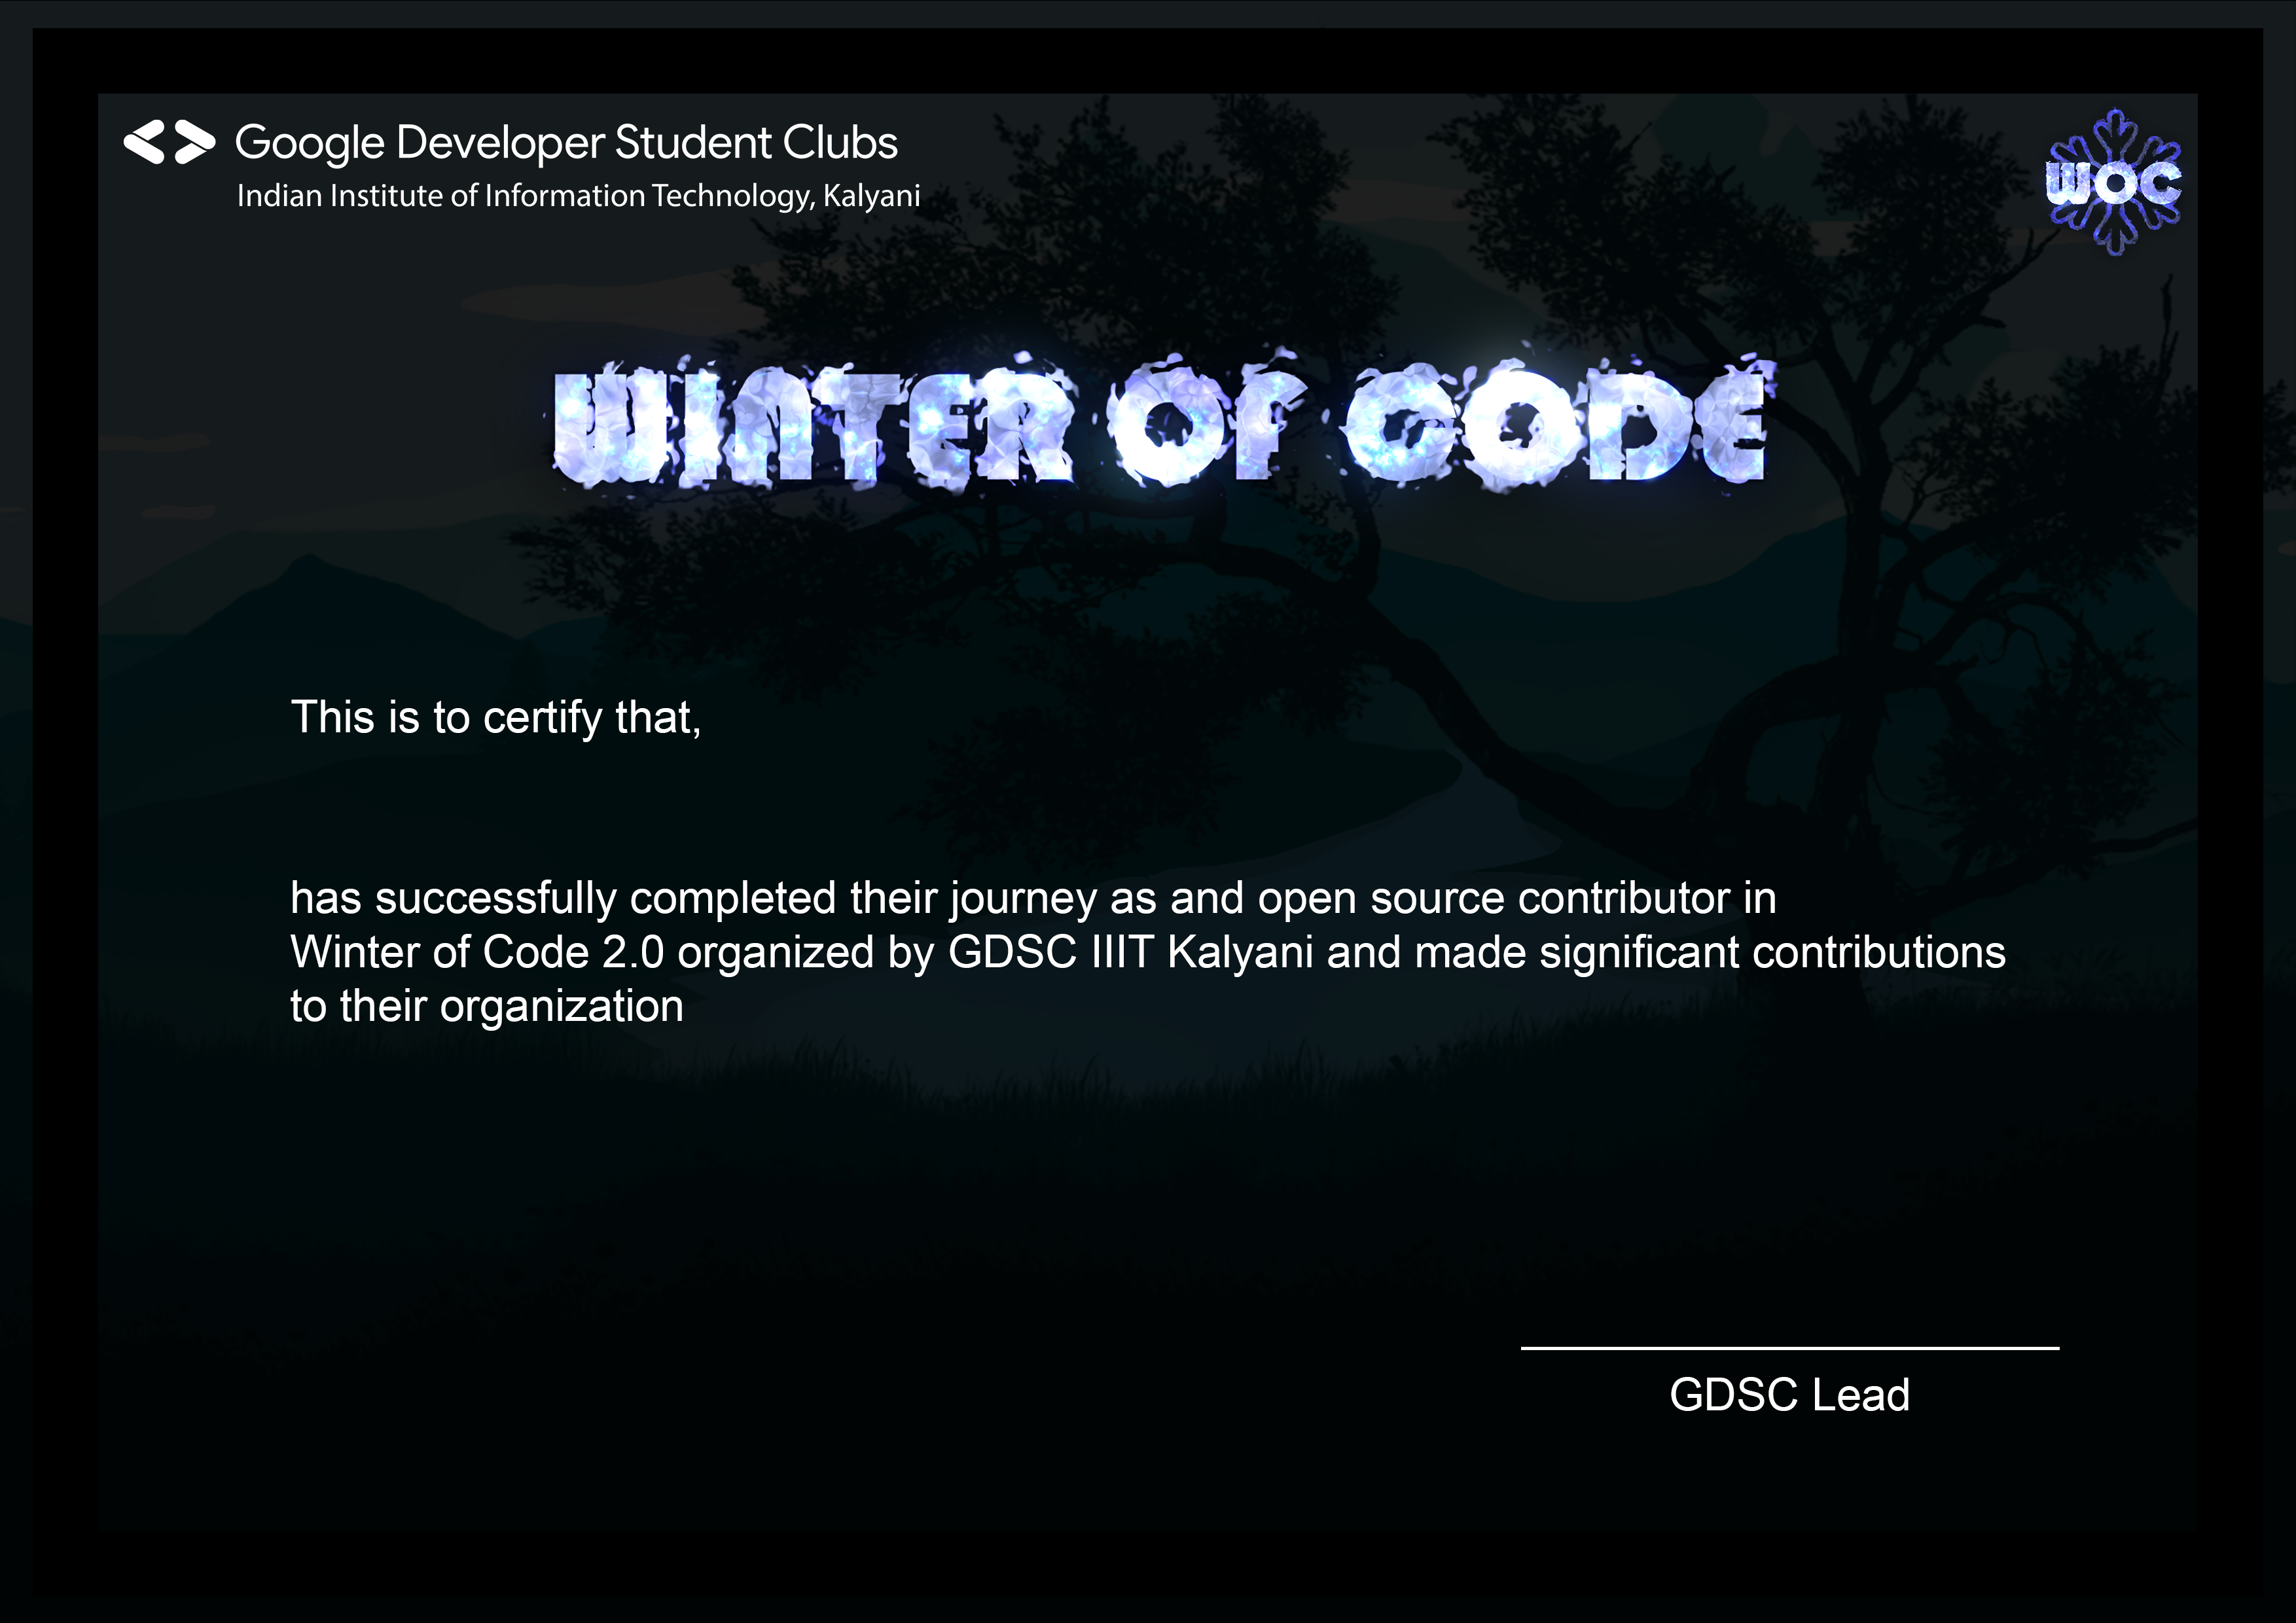 Google Developer Student Clubs
Indian Institute of Information Technology, Kalyani
WOC
WINTER OF CODE
This is to certify that,
has successfully completed their journey as and open source contributor in
Winter of Code 2.0 organized by GDSC IIIT Kalyani and made significant contributions
to their organization
GDSC Lead